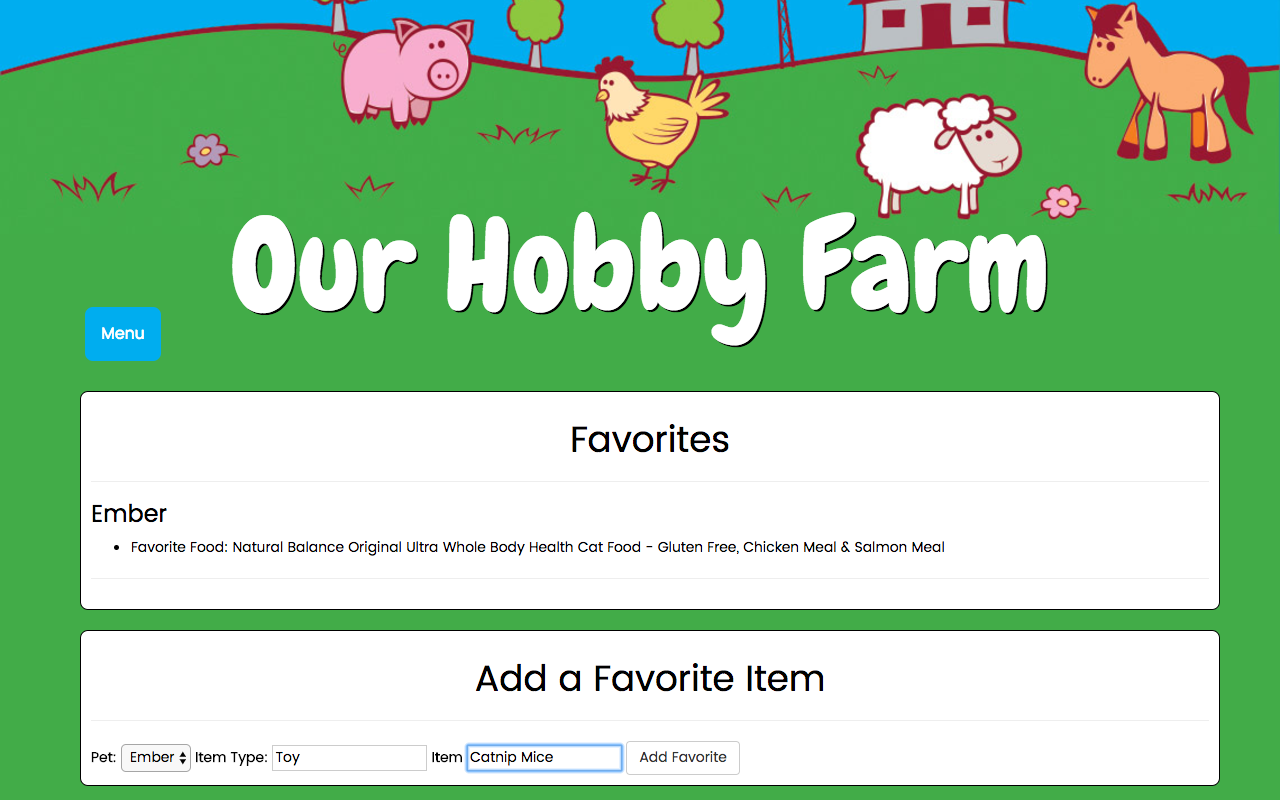 Our Hobby Farm
Menu
Favorites
Ember
• Favorite Food: Natural Balance Original Ultra Whole Body Health Cat Food - Gluten Free, Chicken Meal & Salmon Meal
Add a Favorite Item
Pet: Ember Item Type: Toy Item Catnip Mice Add Favorite